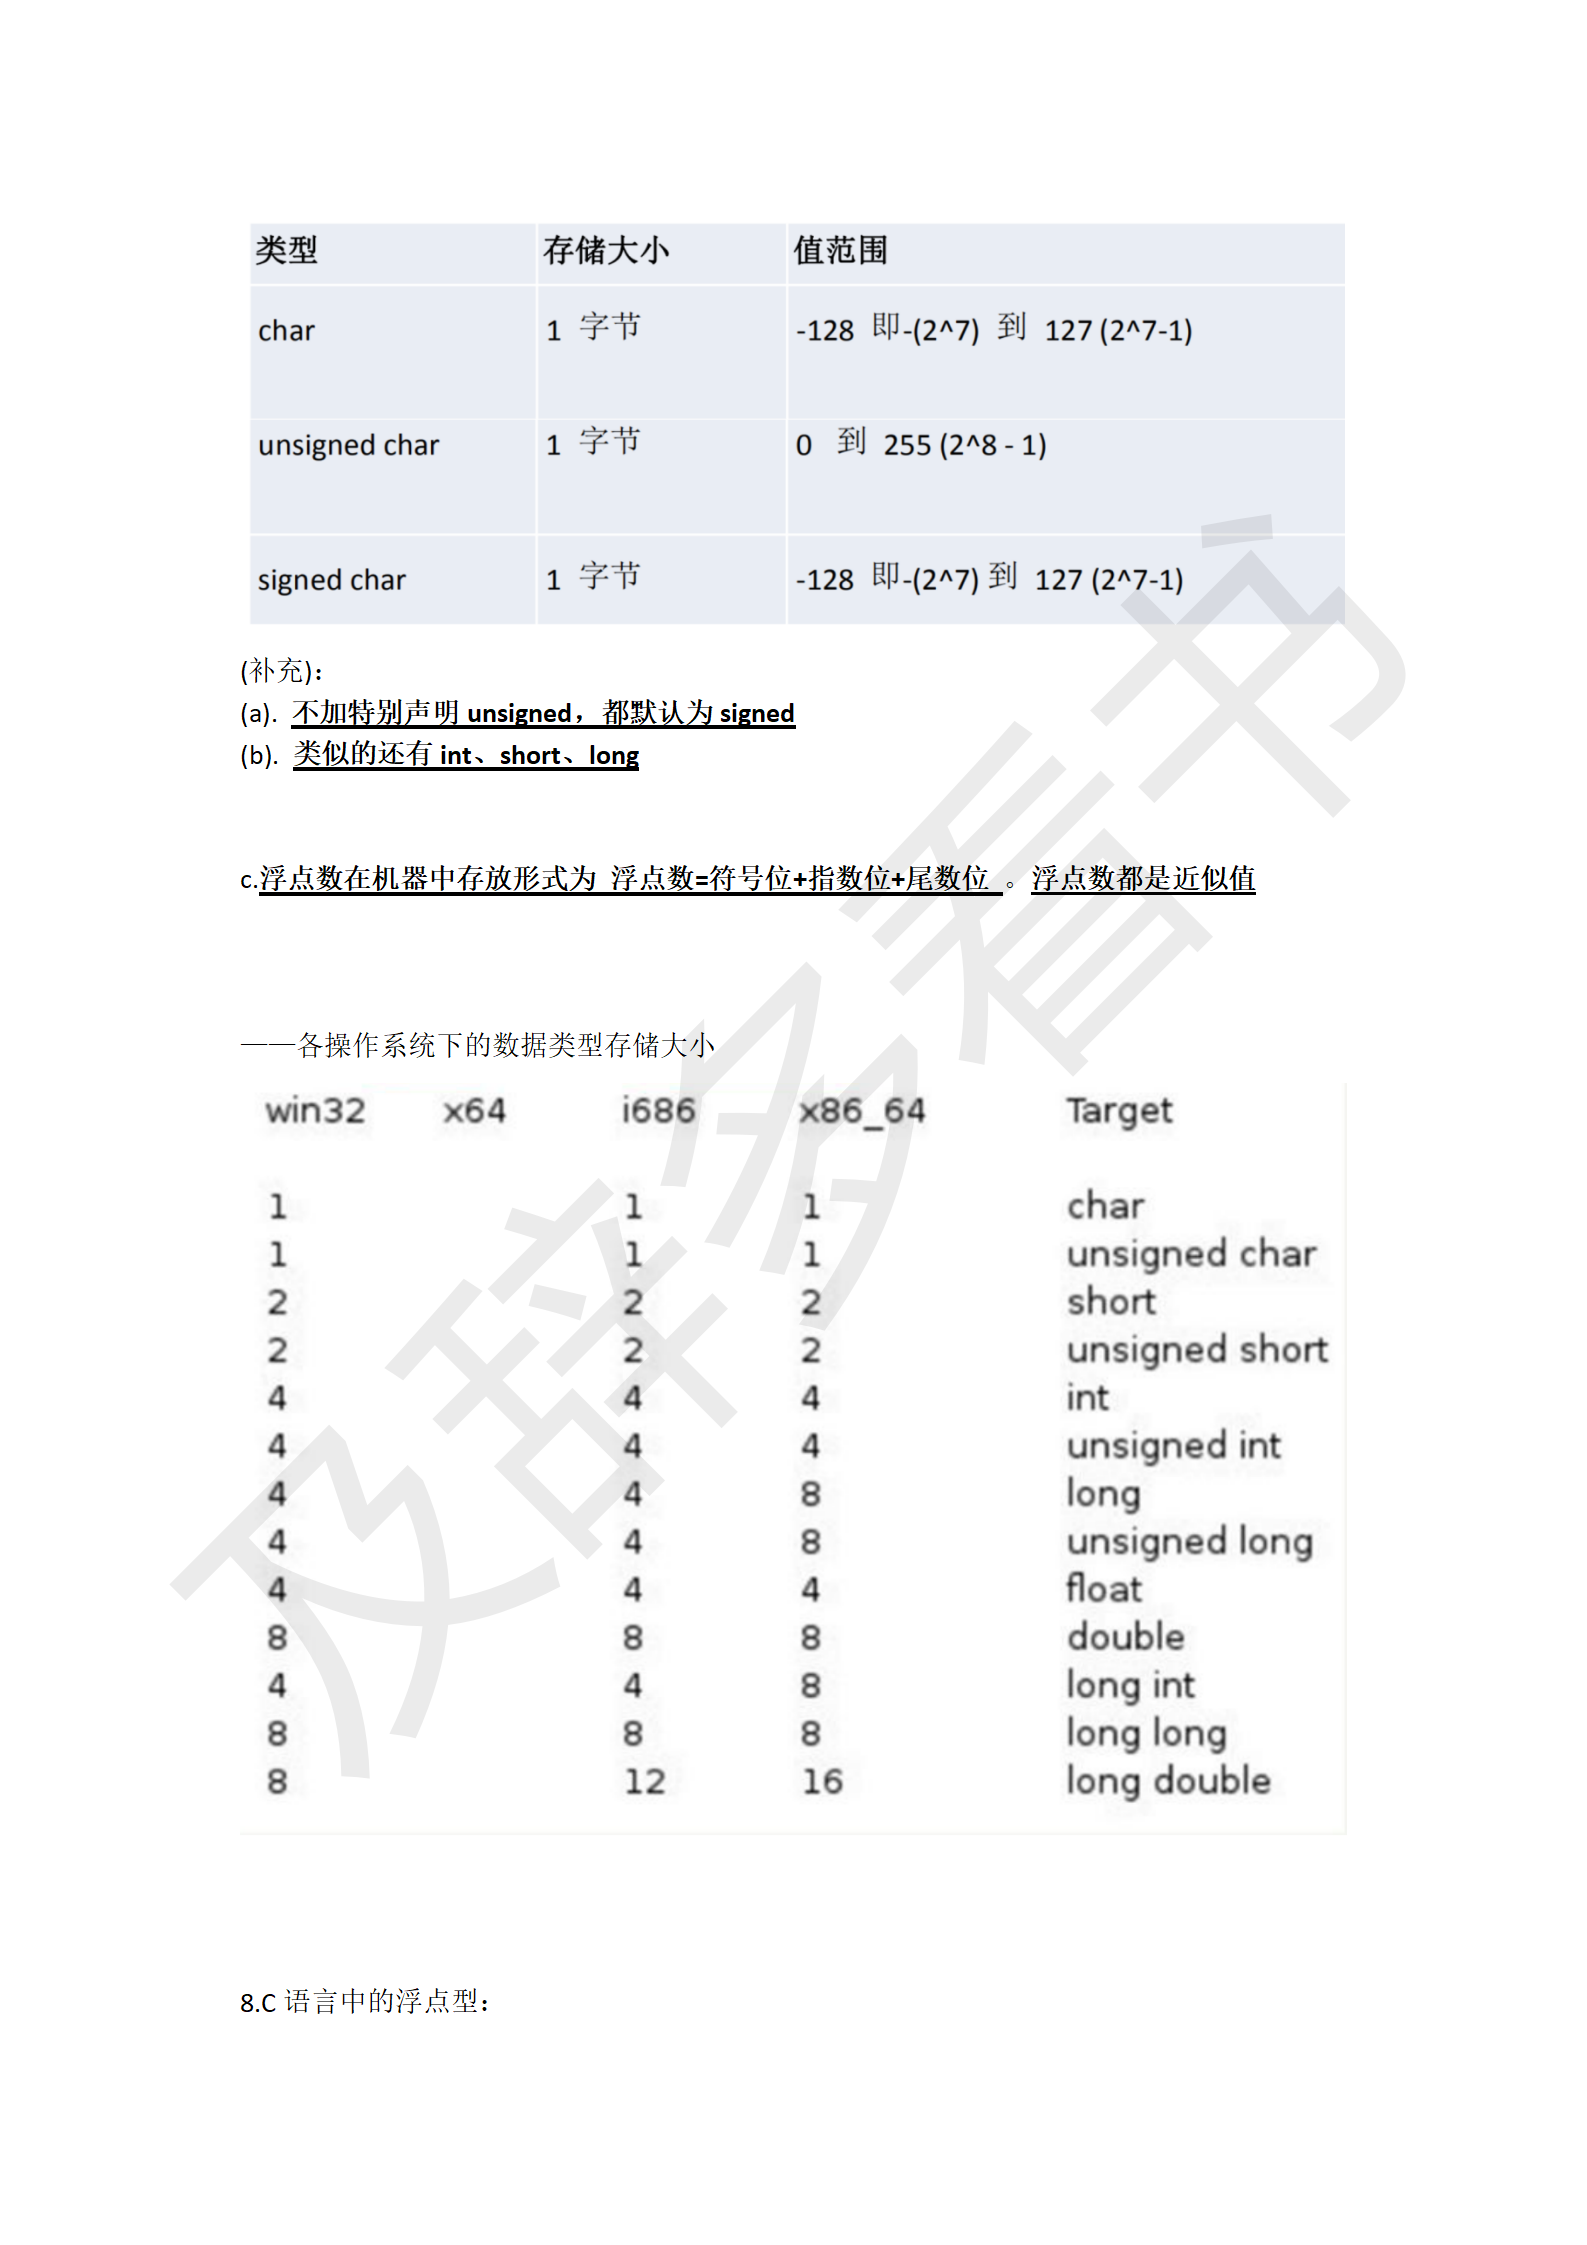 类型 存储大小 值范围
char 1 字节 -128 即-(2^7) 到 127 (2^7-1)
unsigned char 1 字节 0 到 255 (2^8 - 1)
signed char 1 字节 -128 即-(2^7) 到 127 (2^7-1)
(补充)：
(a). 不加特别声明 unsigned，都默认为 signed
(b). 类似的还有 int、short、long
c.浮点数在机器中存放形式为 浮点数=符号位+指数位+尾数位 。浮点数都是近似值
——各操作系统下的数据类型存储大小
win32 x64 i686 x86_64 Target
1 1 1 char
1 1 1 unsigned char
2 2 2 short
2 2 2 unsigned short
4 4 4 int
4 4 4 unsigned int
4 4 8 long
4 4 8 unsigned long
4 4 4 float
8 8 8 double
4 4 8 long int
8 8 8 long long
8 12 16 long double
8.C 语言中的浮点型：
及辞多看书